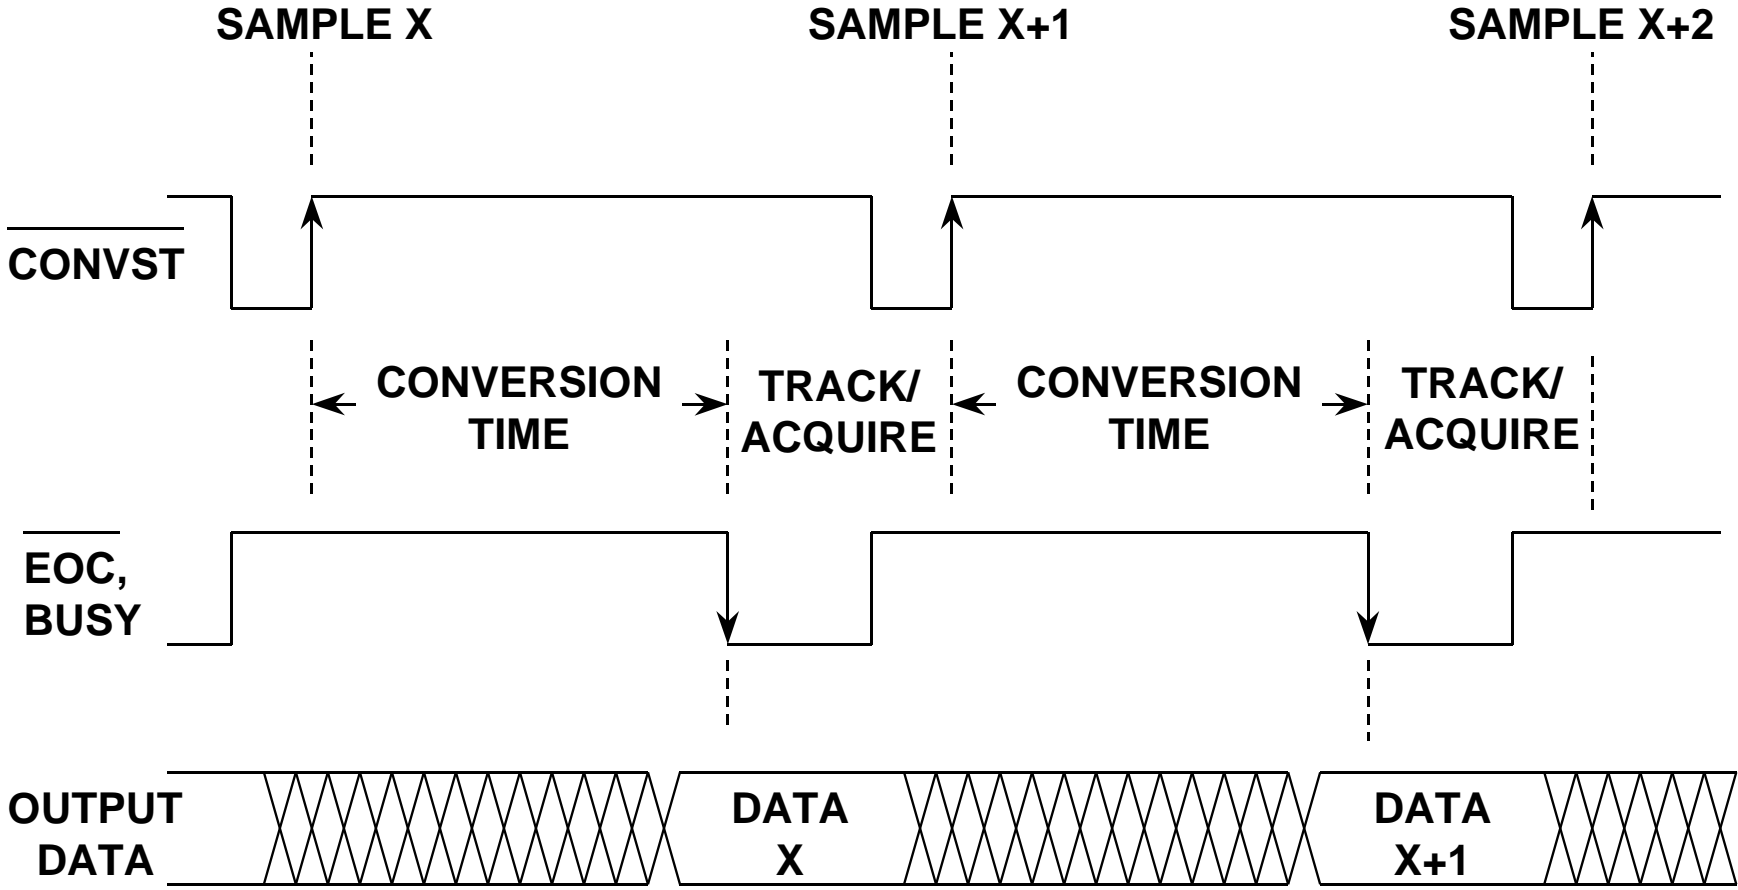 SAMPLE X
SAMPLE X+1
SAMPLE X+2
CONVST
CONVERSION
TIME
TRACK/
ACQUIRE
CONVERSION
TIME
TRACK/
ACQUIRE
EOC,
BUSY
OUTPUT
DATA
DATA
X
DATA
X+1